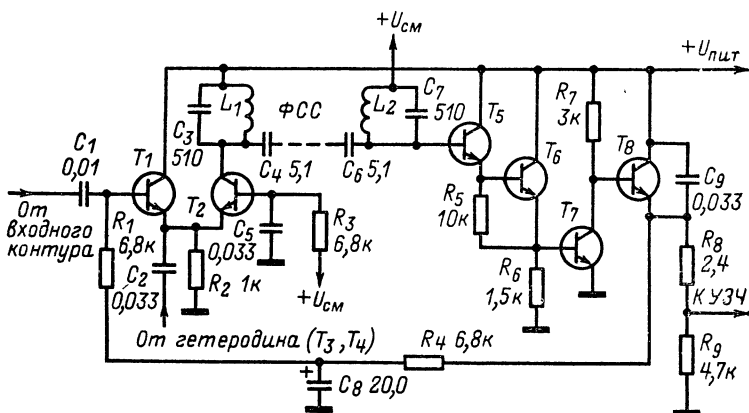 +Uсм
+Uпит
C3
510
L1
ФСС
L2
C7
510
T5
R7
3к
C1
0,01
T1
T2
C4 5,1
C6 5,1
T6
T8
От
входного
контура
R1
6,8к
C5
0,033
R3
6,8к
R5
10к
T7
C9
0,033
C2
0,033
R2 1к
+Uсм
R6
1,5к
R8
2,4
К УЗЧ
От гетеродина (T3, T4)
R4 6,8к
R9
4,7к
+
C8 20,0